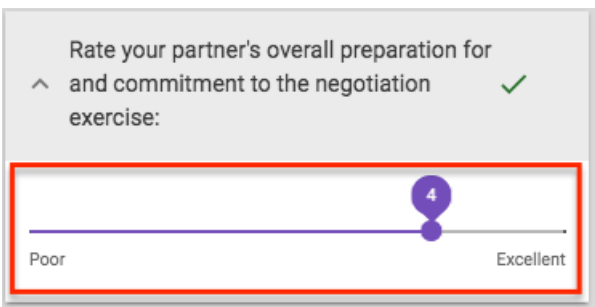 Rate your partner's overall preparation for
and commitment to the negotiation
exercise:
4
Poor Excellent